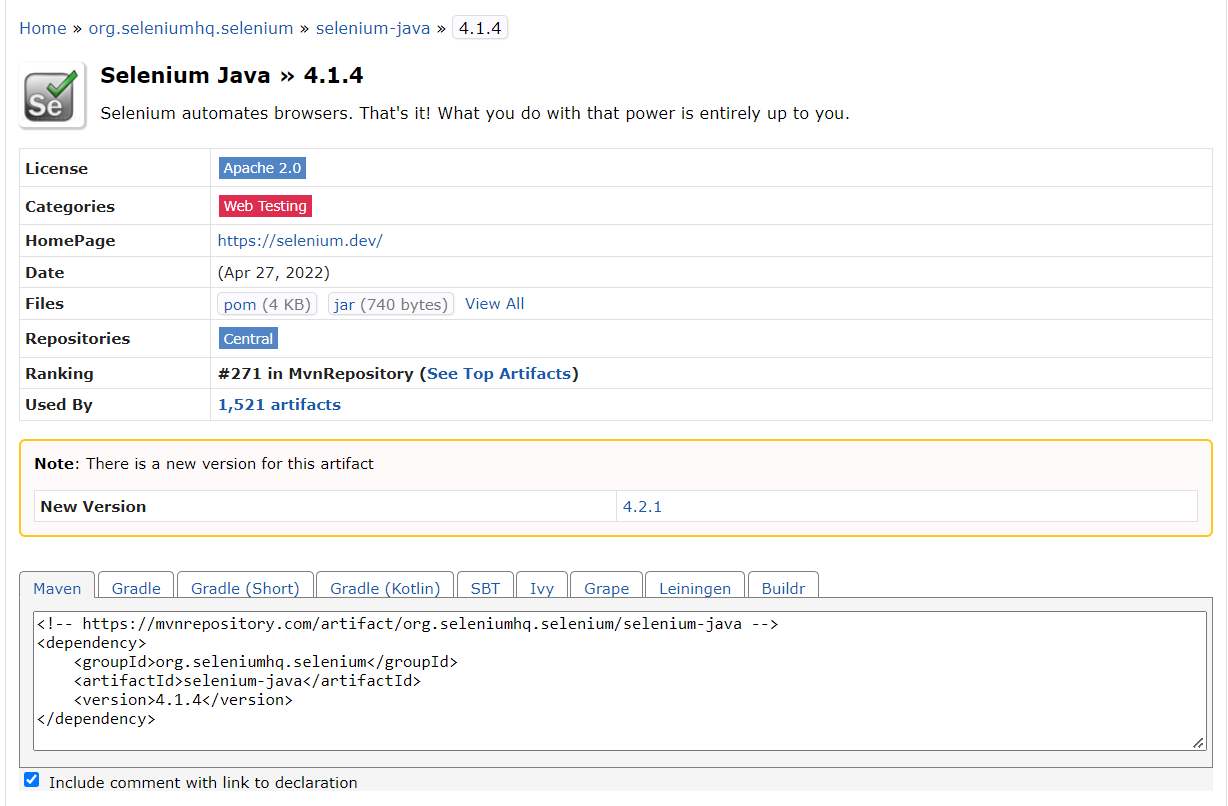 Home » org.seleniumhq.selenium » selenium-java » 4.1.4
Se
Selenium Java » 4.1.4
Selenium automates browsers. That's it! What you do with that power is entirely up to you.
License Apache 2.0
Categories Web Testing
HomePage https://selenium.dev/
Date (Apr 27, 2022)
Files pom (4 KB) jar (740 bytes) View All
Repositories Central
Ranking #271 in MvnRepository (See Top Artifacts)
Used By 1,521 artifacts
Note: There is a new version for this artifact
New Version 4.2.1
Maven Gradle Gradle (Short) Gradle (Kotlin) SBT Ivy Grape Leiningen Buildr
<!-- https://mvnrepository.com/artifact/org.seleniumhq.selenium/selenium-java -->
<dependency>
    <groupId>org.seleniumhq.selenium</groupId>
    <artifactId>selenium-java</artifactId>
    <version>4.1.4</version>
</dependency>
Include comment with link to declaration